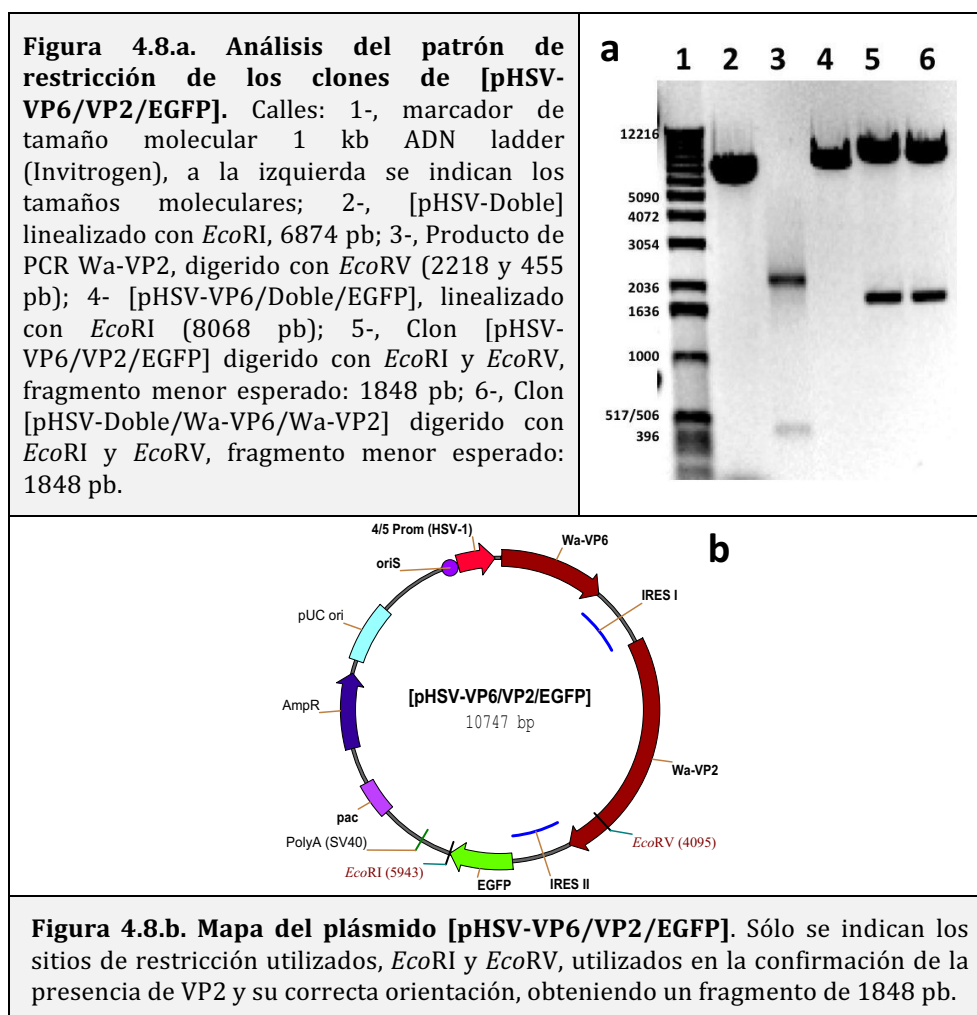 Figura 4.8.a. Análisis del patrón de
restricción de los clones de [pHSV-
VP6/VP2/EGFP]. Calles: 1-, marcador de
tamaño molecular 1 kb ADN ladder
(Invitrogen), a la izquierda se indican los
tamaños moleculares; 2-, [pHSV-Doble]
linealizado con EcoRI, 6874 pb; 3-, Producto de
PCR Wa-VP2, digerido con EcoRV (2218 y 455
pb); 4- [pHSV-VP6/Doble/EGFP], linealizado
con EcoRI (8068 pb); 5-, Clon [pHSV-
VP6/VP2/EGFP] digerido con EcoRI y EcoRV,
fragmento menor esperado: 1848 pb; 6-, Clon
[pHSV-Doble/Wa-VP6/Wa-VP2] digerido con
EcoRI y EcoRV, fragmento menor esperado:
1848 pb.
a
1 2 3 4 5 6
12216
5090
4072
3054
2036
1636
1000
517/506
396
b
4/5 Prom (HSV-1)
Wa-VP6
oriS
IRES I
pUC ori
[pHSV-VP6/VP2/EGFP]
10747 bp
AmpR
Wa-VP2
pac
PolyA (SV40)
EcoRV (4095)
EcoRI (5943)
EGFP
IRES II
Figura 4.8.b. Mapa del plásmido [pHSV-VP6/VP2/EGFP]. Sólo se indican los
sitios de restricción utilizados, EcoRI y EcoRV, utilizados en la confirmación de la
presencia de VP2 y su correcta orientación, obteniendo un fragmento de 1848 pb.